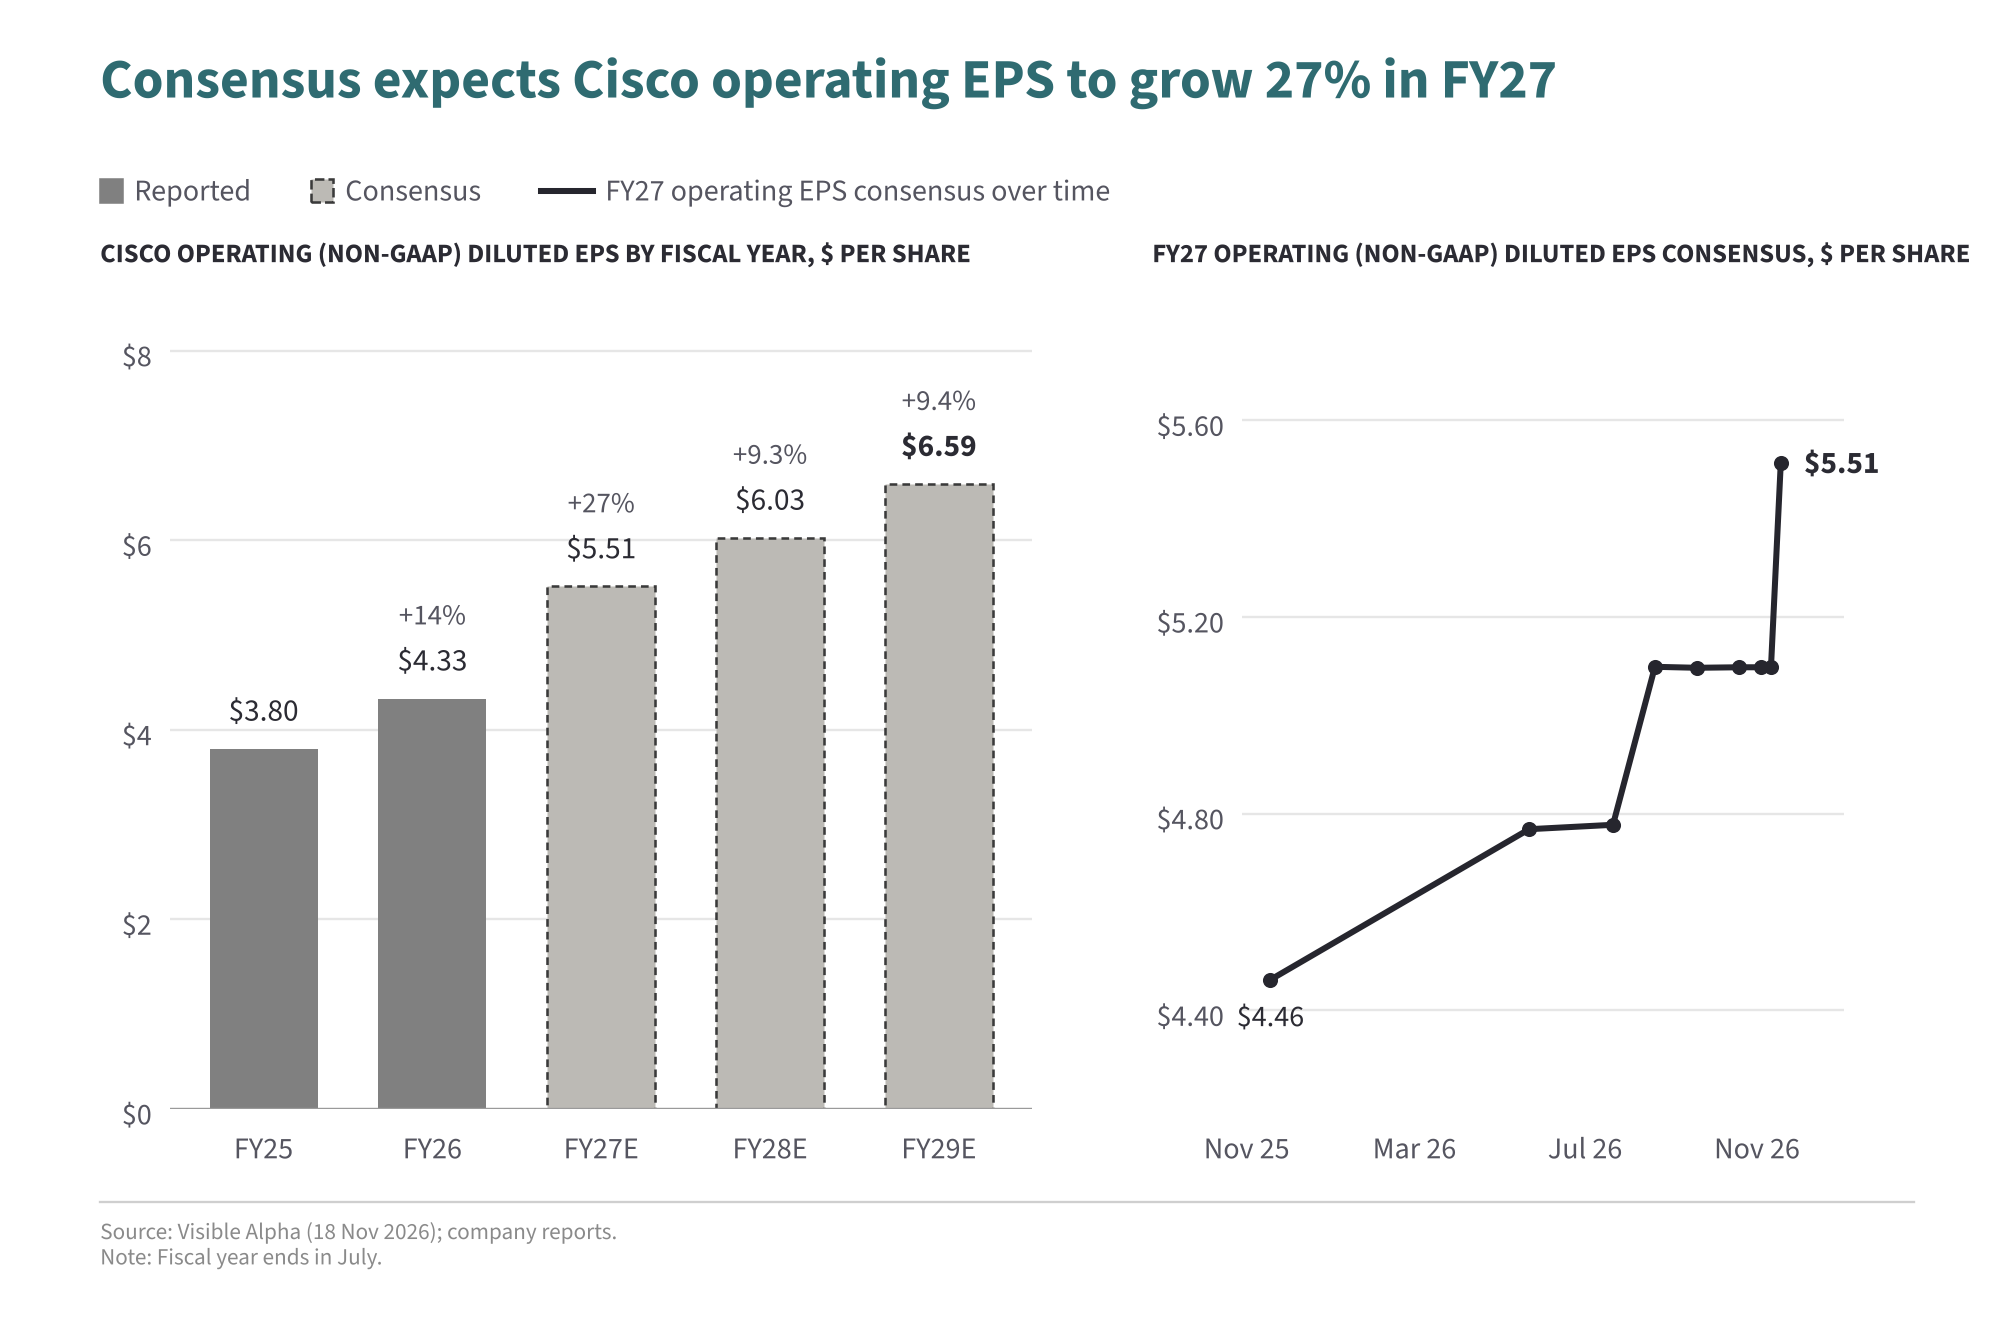 Consensus expects Cisco operating EPS to grow 27% in FY27
Reported
Consensus
FY27 operating EPS consensus over time
CISCO OPERATING (NON-GAAP) DILUTED EPS BY FISCAL YEAR, $ PER SHARE
$8
$6
$4
$2
$0
$3.80
+14%
$4.33
+27%
$5.51
+9.3%
$6.03
+9.4%
$6.59
FY25
FY26
FY27E
FY28E
FY29E
FY27 OPERATING (NON-GAAP) DILUTED EPS CONSENSUS, $ PER SHARE
$5.60
$5.20
$4.80
$4.40
$4.46
$5.51
Nov 25
Mar 26
Jul 26
Nov 26
Source: Visible Alpha (18 Nov 2026); company reports.
Note: Fiscal year ends in July.